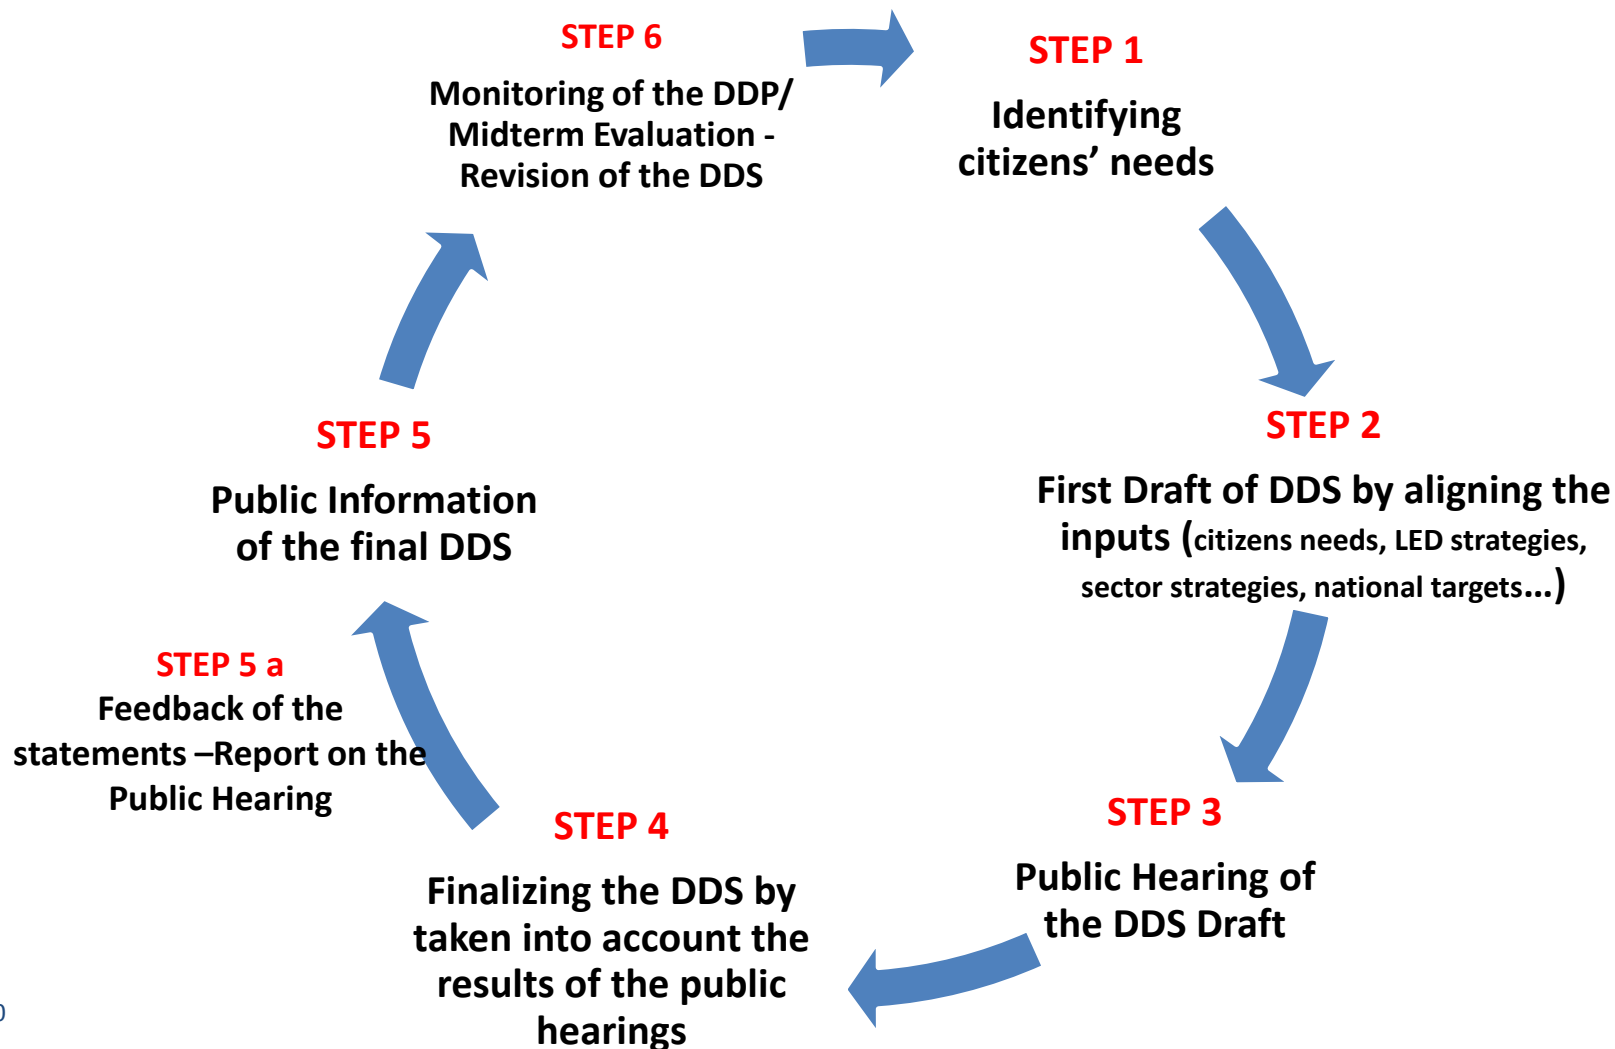 STEP 1
Identifying
citizens’ needs
STEP 2
First Draft of DDS by aligning the
inputs (citizens needs, LED strategies,
sector strategies, national targets...)
STEP 3
Public Hearing of
the DDS Draft
STEP 4
Finalizing the DDS by
taken into account the
results of the public
hearings
STEP 5 a
Feedback of the
statements –Report on the
Public Hearing
STEP 5
Public Information
of the final DDS
STEP 6
Monitoring of the DDP/
Midterm Evaluation -
Revision of the DDS
0